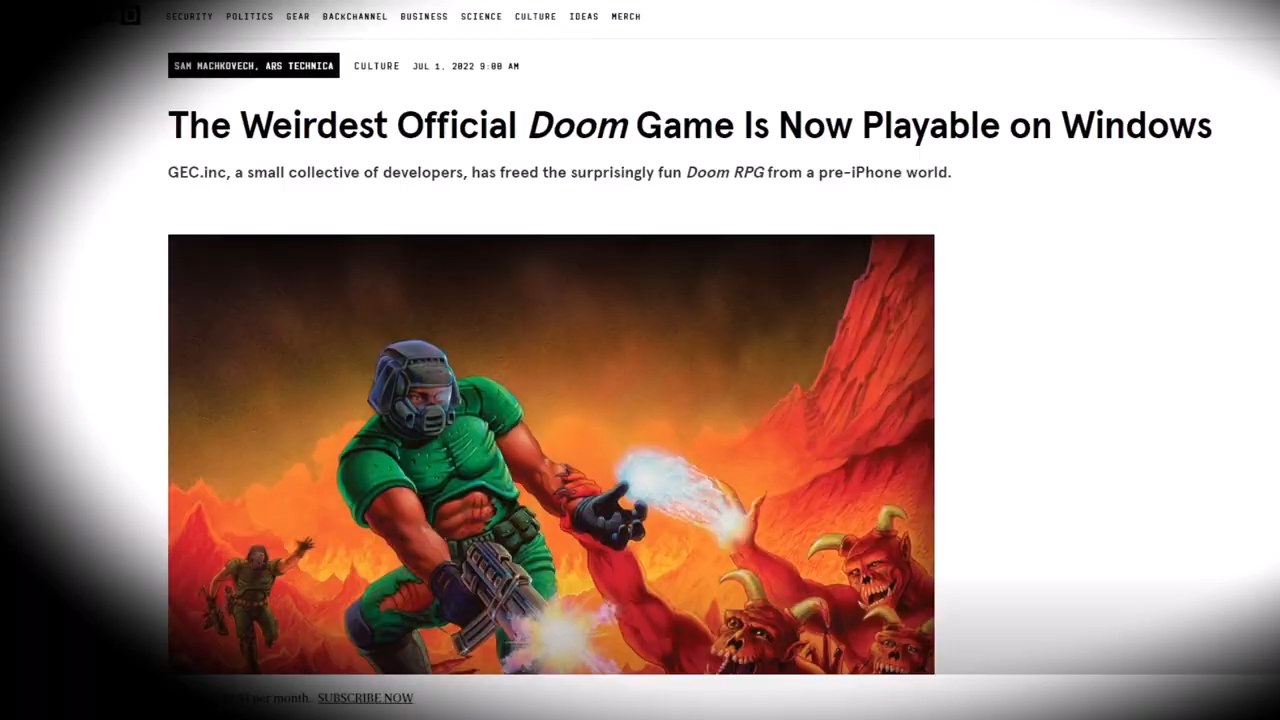 SECURITY POLITICS GEAR BACKCHANNEL BUSINESS SCIENCE CULTURE IDEAS MERCH
SAM MACHKOVECH, ARS TECHNICA CULTURE JUL 1, 2022 9:00 AM
The Weirdest Official Doom Game Is Now Playable on Windows
GEC.inc, a small collective of developers, has freed the surprisingly fun Doom RPG from a pre-iPhone world.
per month. SUBSCRIBE NOW